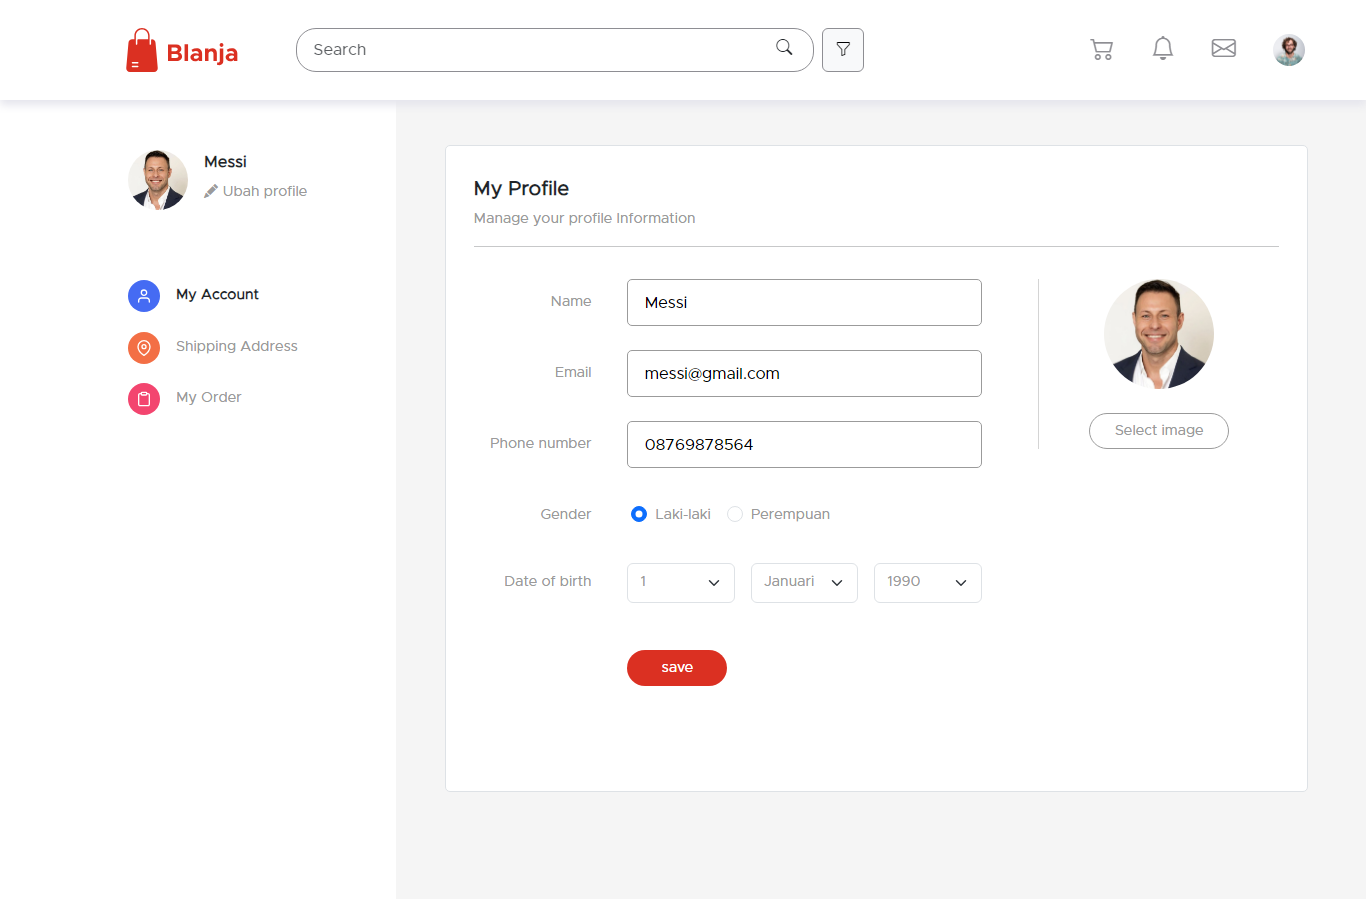 Blanja
Search
Messi
Ubah profile
My Account
Shipping Address
My Order
My Profile
Manage your profile Information
Name
Messi
Email
messi@gmail.com
Phone number
08769878564
Gender
Laki-laki Perempuan
Date of birth
1 Januari 1990
Select image
save